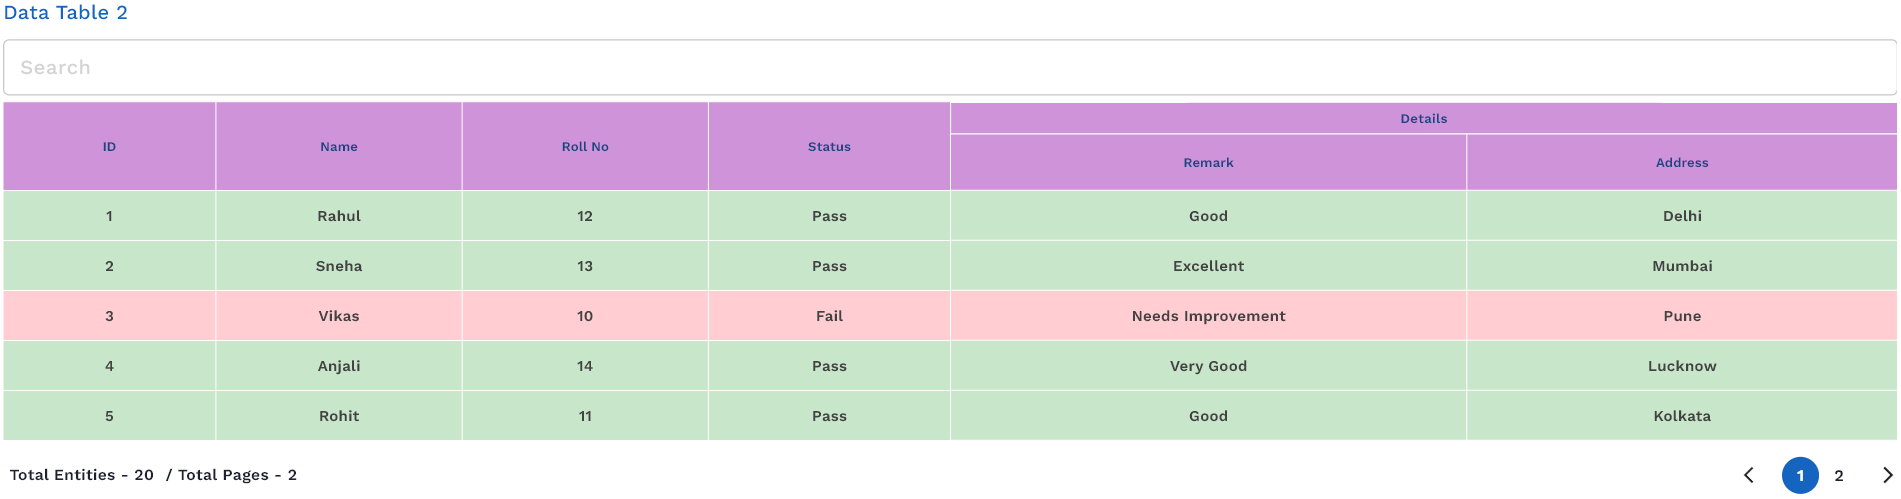 Data Table 2
Search
Details
ID Name Roll No Status Remark Address
1 Rahul 12 Pass Good Delhi
2 Sneha 13 Pass Excellent Mumbai
3 Vikas 10 Fail Needs Improvement Pune
4 Anjali 14 Pass Very Good Lucknow
5 Rohit 11 Pass Good Kolkata
Total Entities - 20 / Total Pages - 2 < 1 2 >